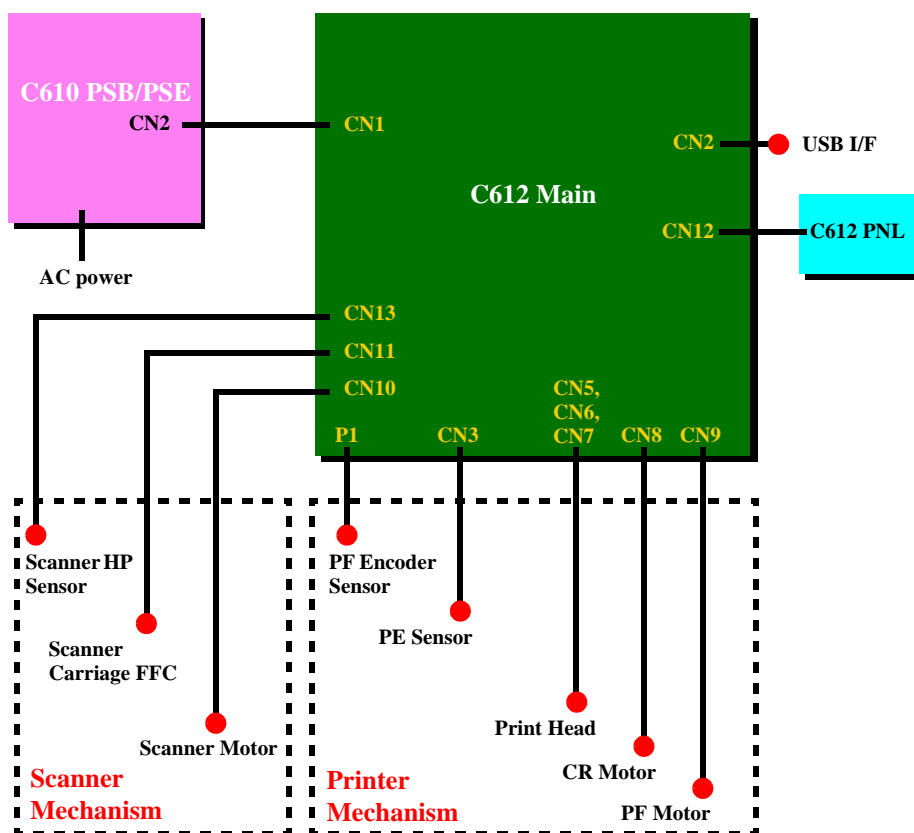 C610 PSB/PSE
CN2
CN1
CN2
USB I/F
C612 Main
CN12
C612 PNL
AC power
CN13
CN11
CN10
CN5,
CN6,
P1
CN3
CN7
CN8
CN9
Scanner HP
Sensor
PF Encoder
Sensor
PE Sensor
Scanner
Carriage FFC
Print Head
Scanner Motor
CR Motor
Scanner
Mechanism
Printer
Mechanism
PF Motor